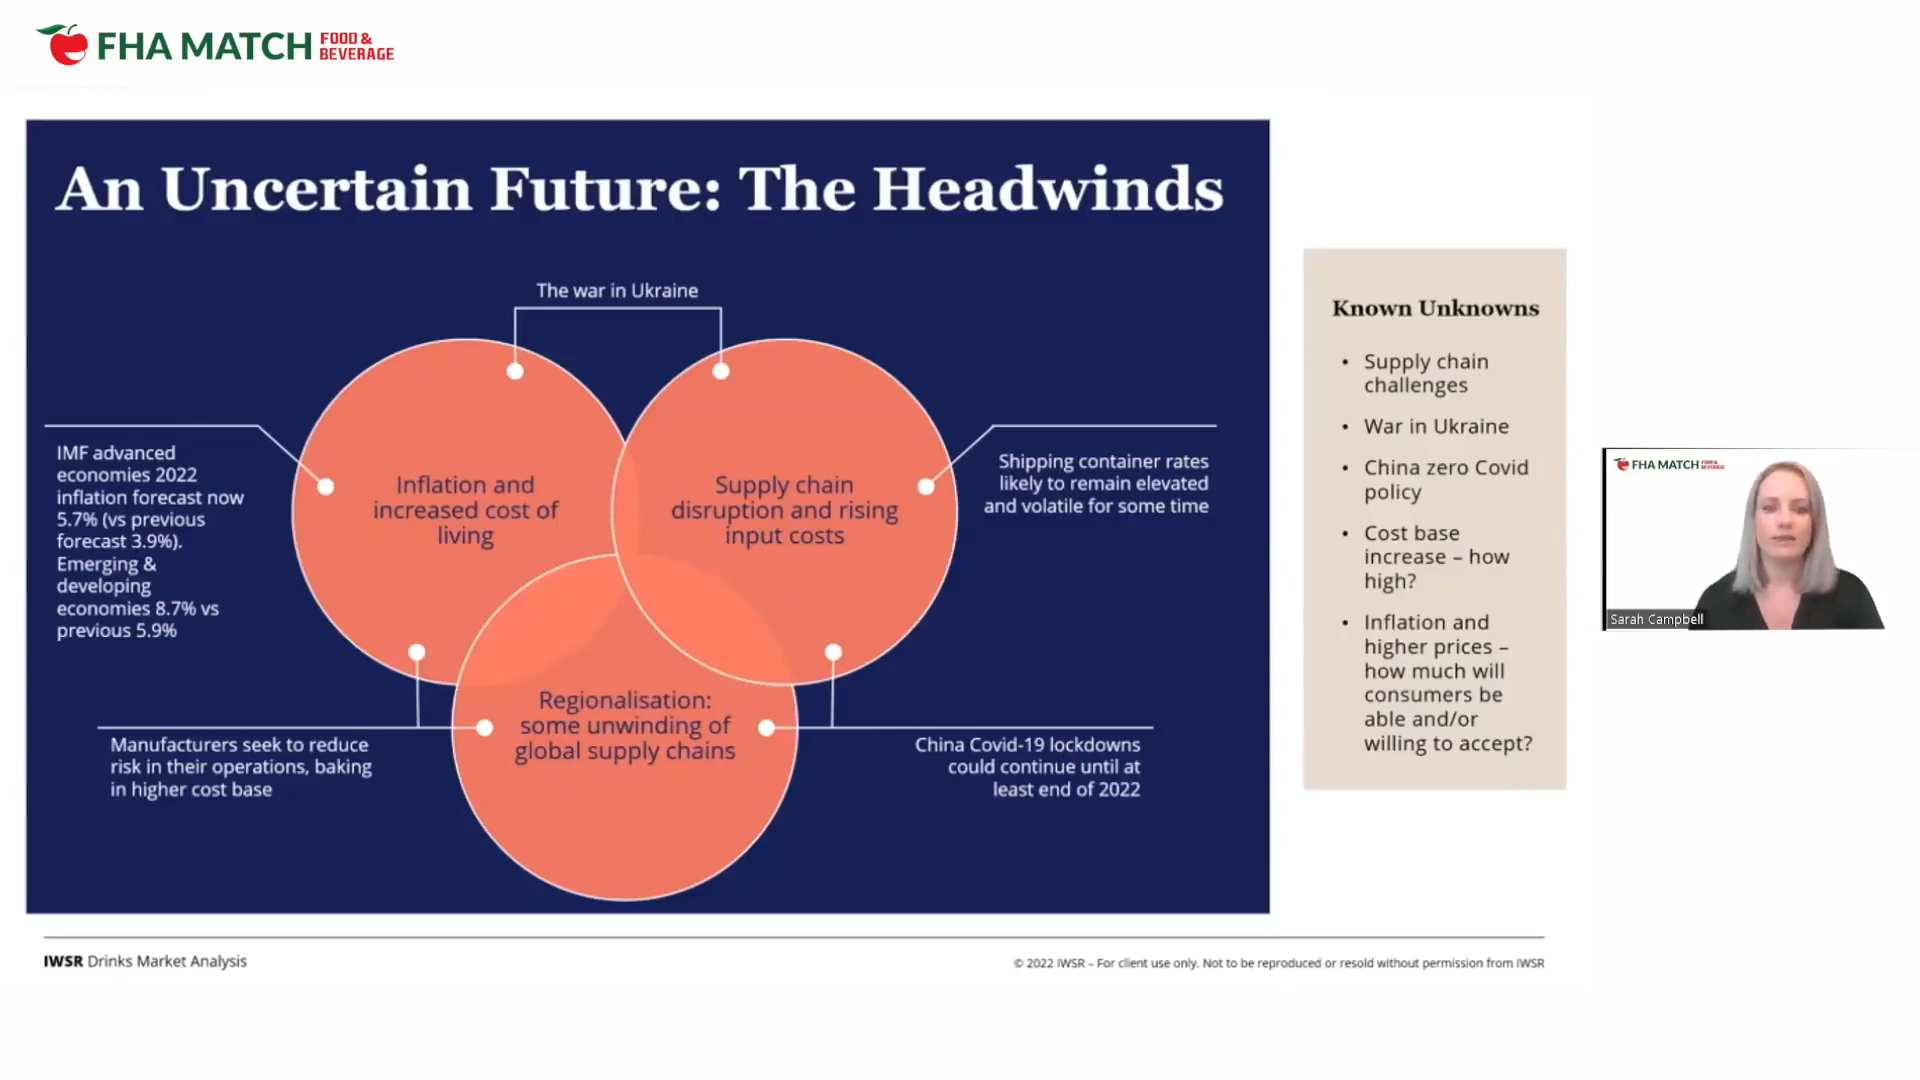 FHA MATCH FOOD & BEVERAGE
An Uncertain Future: The Headwinds
The war in Ukraine
IMF advanced
economies 2022
inflation forecast now
5.7% (vs previous
forecast 3.9%).
Emerging &
developing
economies 8.7% vs
previous 5.9%
Inflation and
increased cost of
living
Supply chain
disruption and rising
input costs
Shipping container rates
likely to remain elevated
and volatile for some time
Regionalisation:
some unwinding of
global supply chains
Manufacturers seek to reduce
risk in their operations, baking
in higher cost base
China Covid-19 lockdowns
could continue until at
least end of 2022
Known Unknowns
• Supply chain
challenges
• War in Ukraine
• China zero Covid
policy
• Cost base
increase – how
high?
• Inflation and
higher prices –
how much will
consumers be
able and/or
willing to accept?
FHA MATCH FOOD & BEVERAGE
Sarah Campbell
IWSR Drinks Market Analysis
© 2022 IWSR – For client use only. Not to be reproduced or resold without permission from IWSR